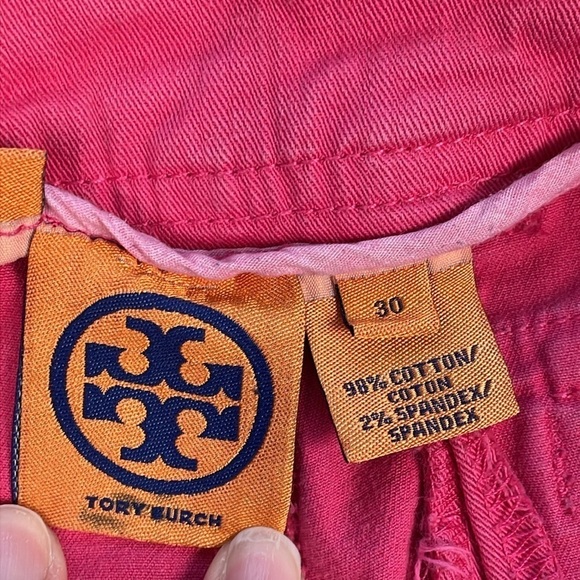 TORY BURCH
30
98% COTTON/
COTON
2% SPANDEX/
SPANDEX